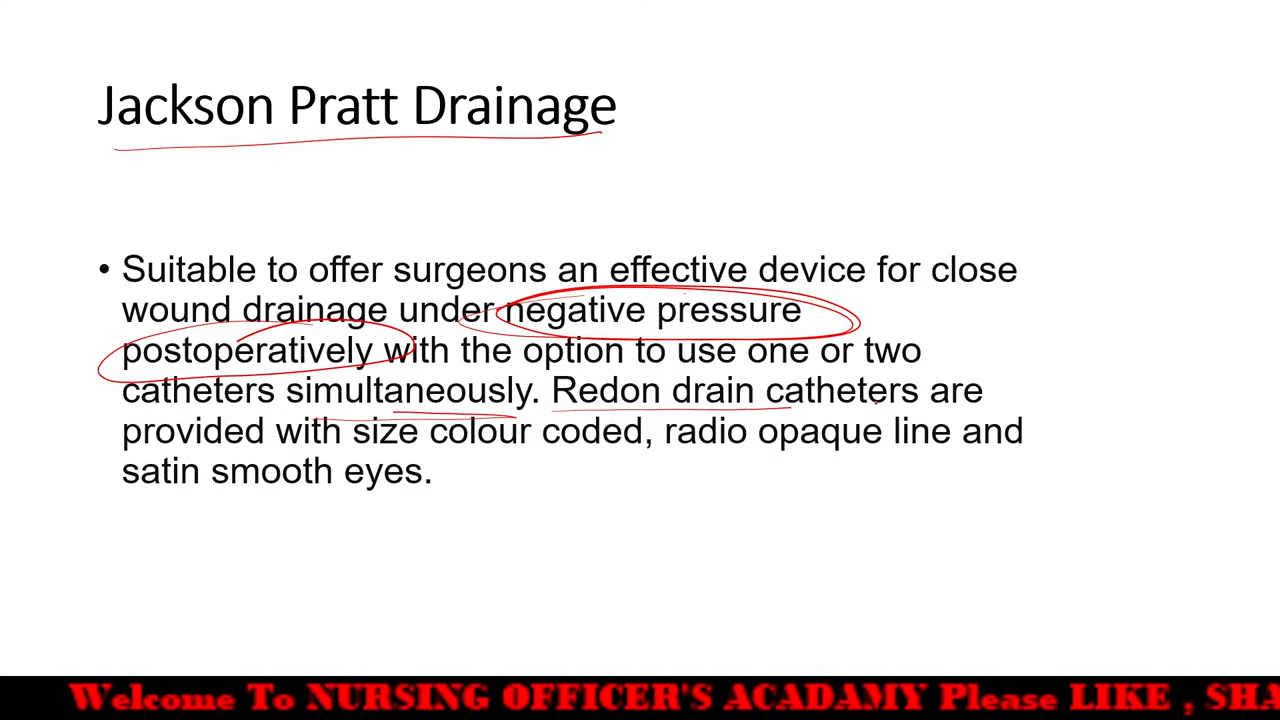 Jackson Pratt Drainage
• Suitable to offer surgeons an effective device for close
wound drainage under negative pressure
postoperatively with the option to use one or two
catheters simultaneously. Redon drain catheters are
provided with size colour coded, radio opaque line and
satin smooth eyes.
Welcome To NURSING OFFICER'S ACADAMY Please LIKE , SHA